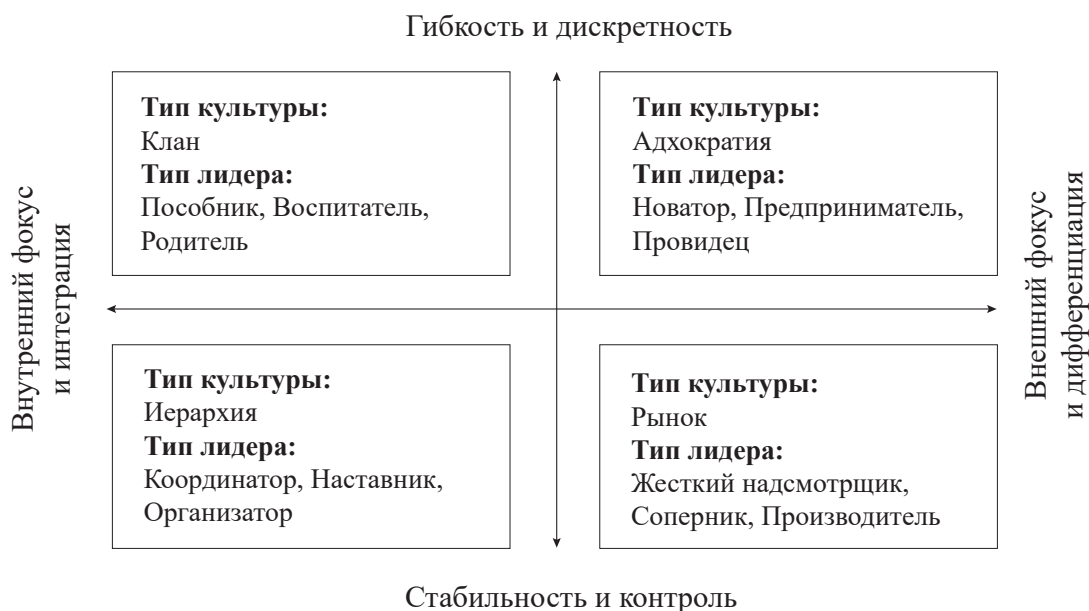 Гибкость и дискретность
Внутренний фокус
и интеграция
Тип культуры:
Клан
Тип лидера:
Пособник, Воспитатель,
Родитель
Тип культуры:
Адхократия
Тип лидера:
Новатор, Предприниматель,
Провидец
Внешний фокус
и дифференциация
Тип культуры:
Иерархия
Тип лидера:
Координатор, Наставник,
Организатор
Тип культуры:
Рынок
Тип лидера:
Жесткий надсмотрщик,
Соперник, Производитель
Стабильность и контроль